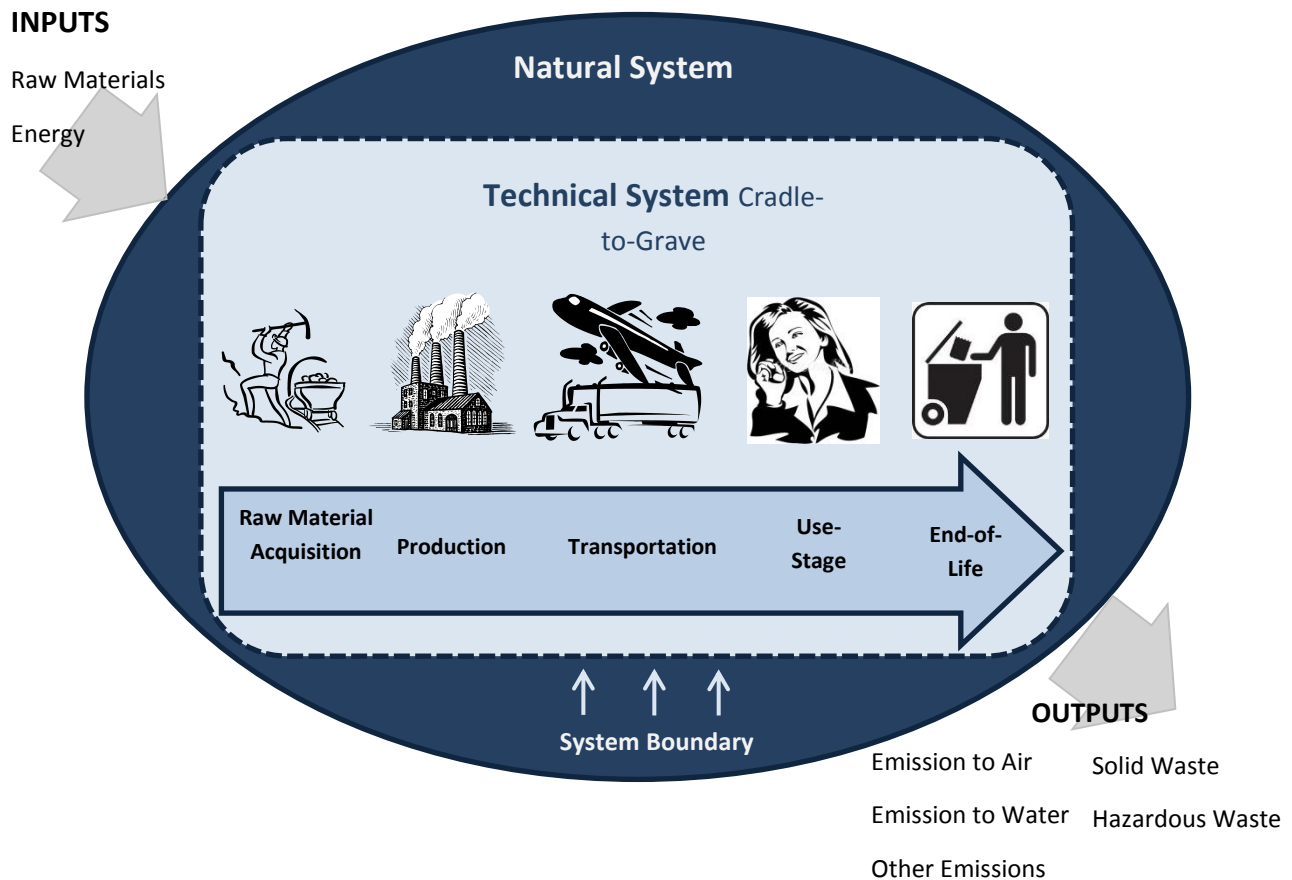 INPUTS
Raw Materials
Energy
Natural System
Technical System Cradle-
to-Grave
Raw Material
Acquisition
Production
Transportation
Use-
Stage
End-of-
Life
System Boundary
OUTPUTS
Emission to Air
Solid Waste
Emission to Water
Hazardous Waste
Other Emissions